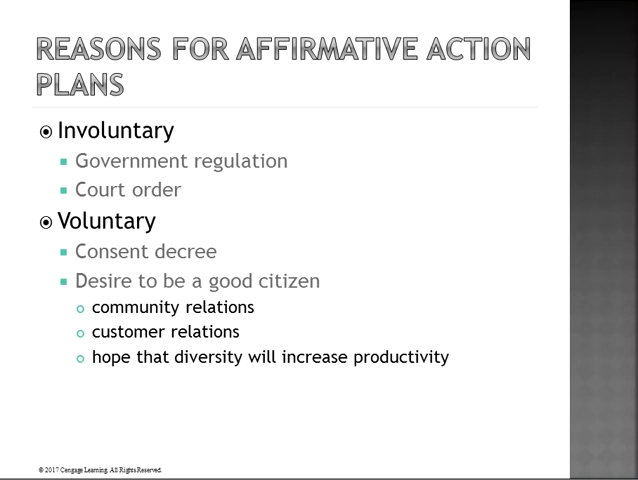 REASONS FOR AFFIRMATIVE ACTION
PLANS
Involuntary
Government regulation
Court order
Voluntary
Consent decree
Desire to be a good citizen
community relations
customer relations
hope that diversity will increase productivity
© 2017 Cengage Learning. All Rights Reserved.